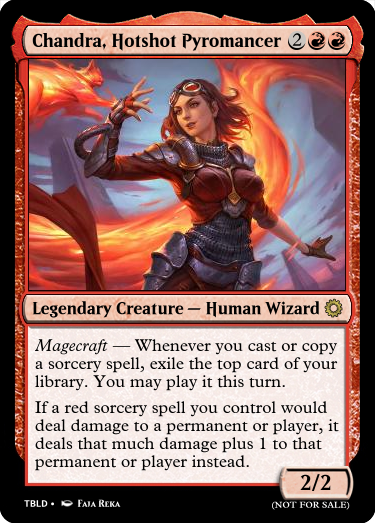 Chandra, Hotshot Pyromancer 2
Legendary Creature — Human Wizard
Magecraft — Whenever you cast or copy
a sorcery spell, exile the top card of your
library. You may play it this turn.
If a red sorcery spell you control would
deal damage to a permanent or player, it
deals that much damage plus 1 to that
permanent or player instead.
2/2
TBLD • Faja Reka
(NOT FOR SALE)